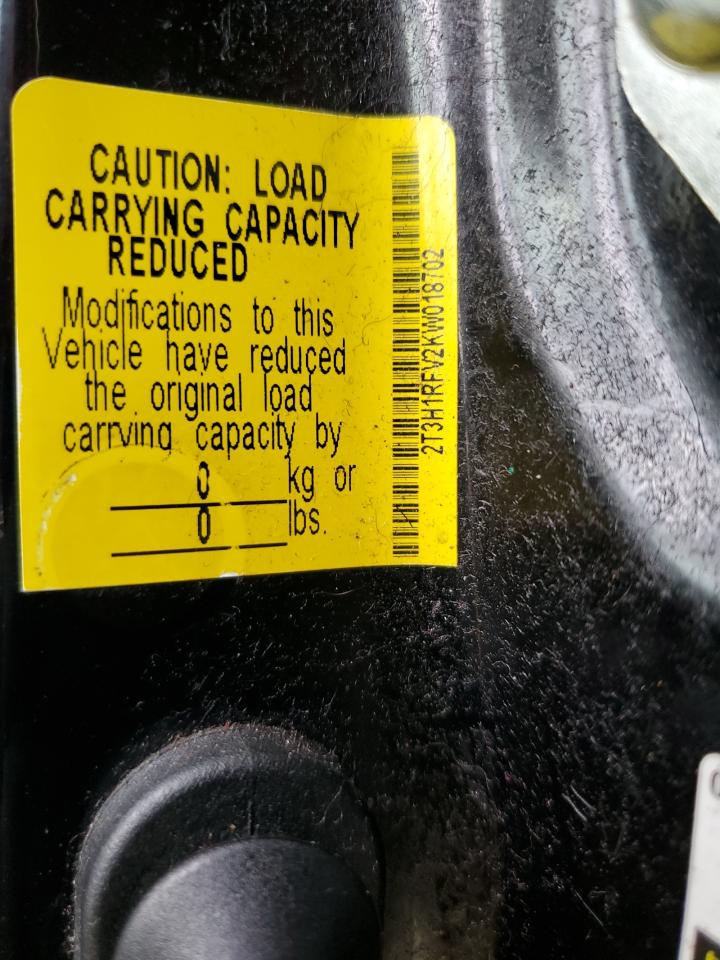 CAUTION: LOAD
CARRYING CAPACITY
REDUCED
Modifications to this
Vehicle have reduced
the original load
carrying capacity by
0 kg or
0 lbs.
2T3H1RFV2KW018702